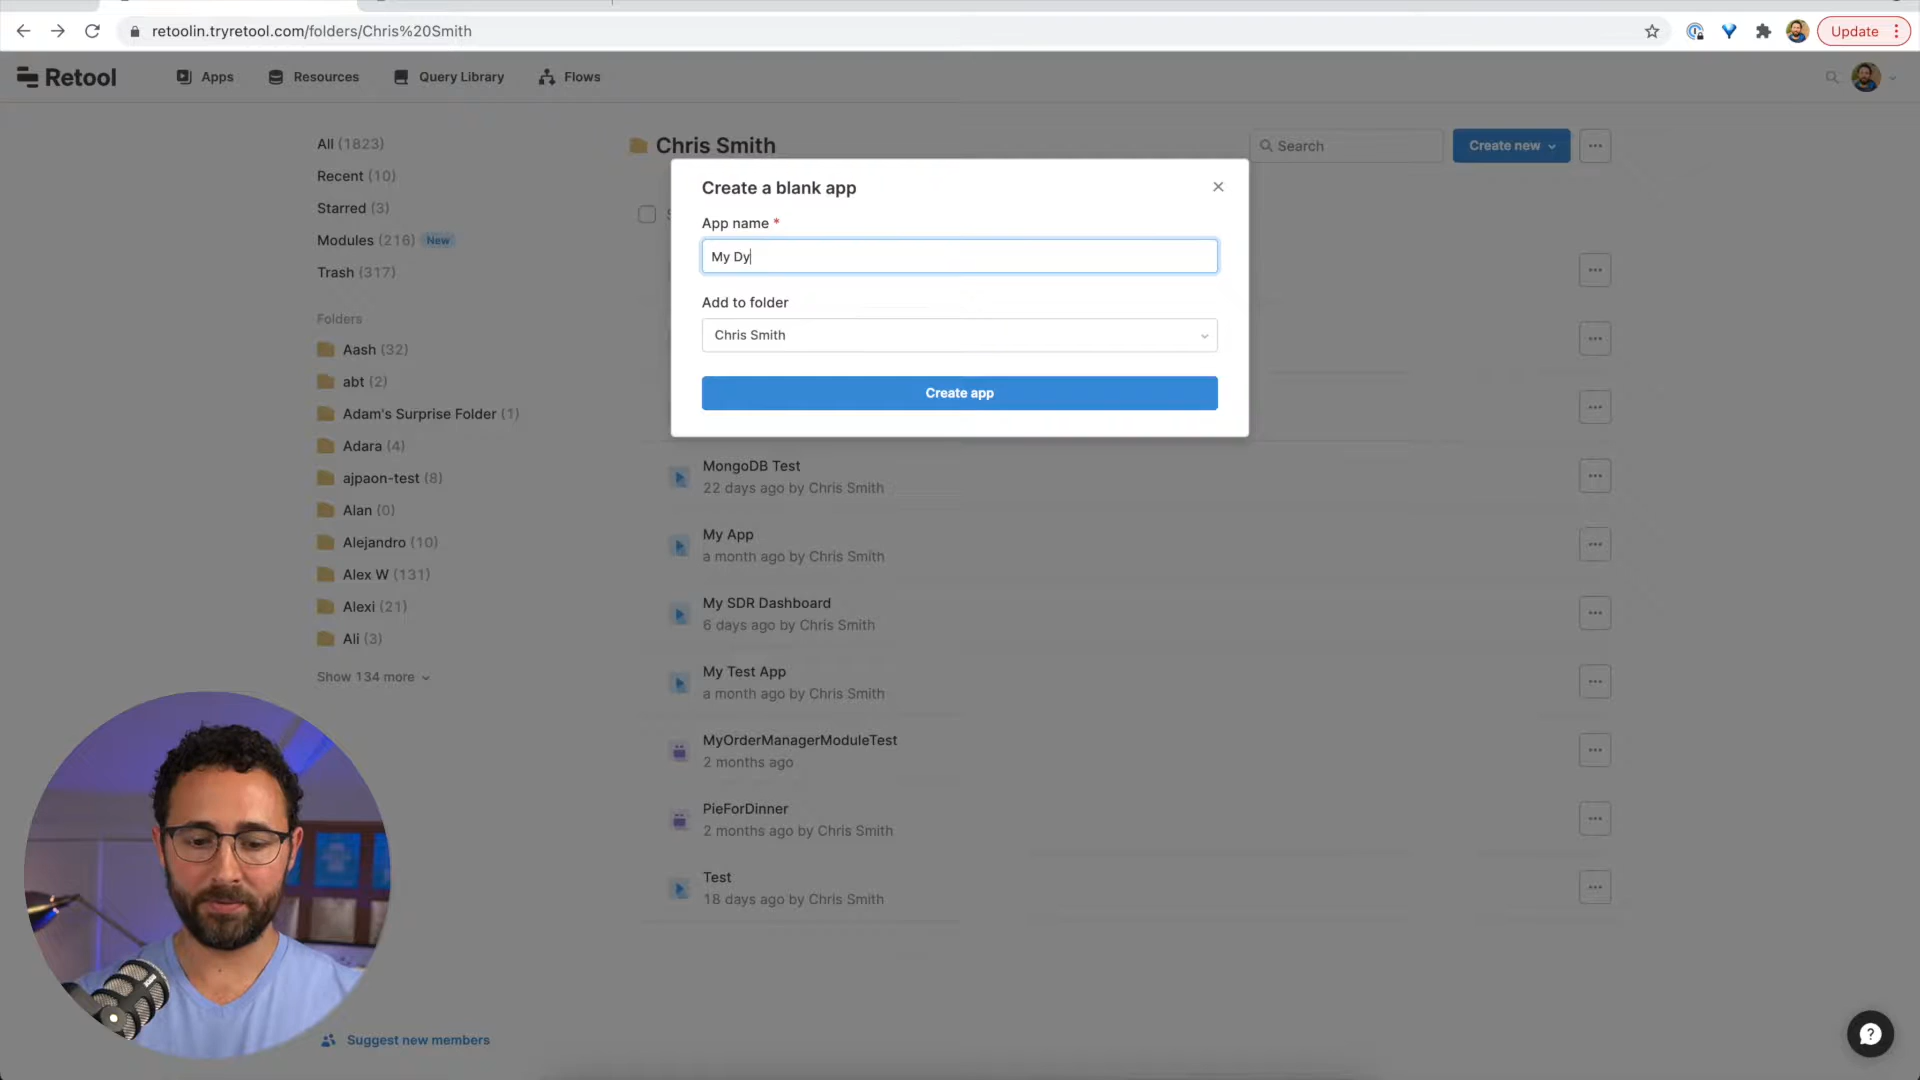 retoolin.tryretool.com/folders/Chris%20Smith
Update
Retool
Apps
Resources
Query Library
Flows
All (1823)
Recent (10)
Starred (3)
Modules (216) New
Trash (317)
Folders
Aash (32)
abt (2)
Adam's Surprise Folder (1)
Adara (4)
ajpaon-test (8)
Alan (0)
Alejandro (10)
Alex W (131)
Alexi (21)
Ali (3)
Show 134 more
Suggest new members
Chris Smith
Search
Create new
Create a blank app
App name *
My Dy
Add to folder
Chris Smith
Create app
MongoDB Test
22 days ago by Chris Smith
My App
a month ago by Chris Smith
My SDR Dashboard
6 days ago by Chris Smith
My Test App
a month ago by Chris Smith
MyOrderManagerModuleTest
2 months ago
PieForDinner
2 months ago by Chris Smith
Test
18 days ago by Chris Smith